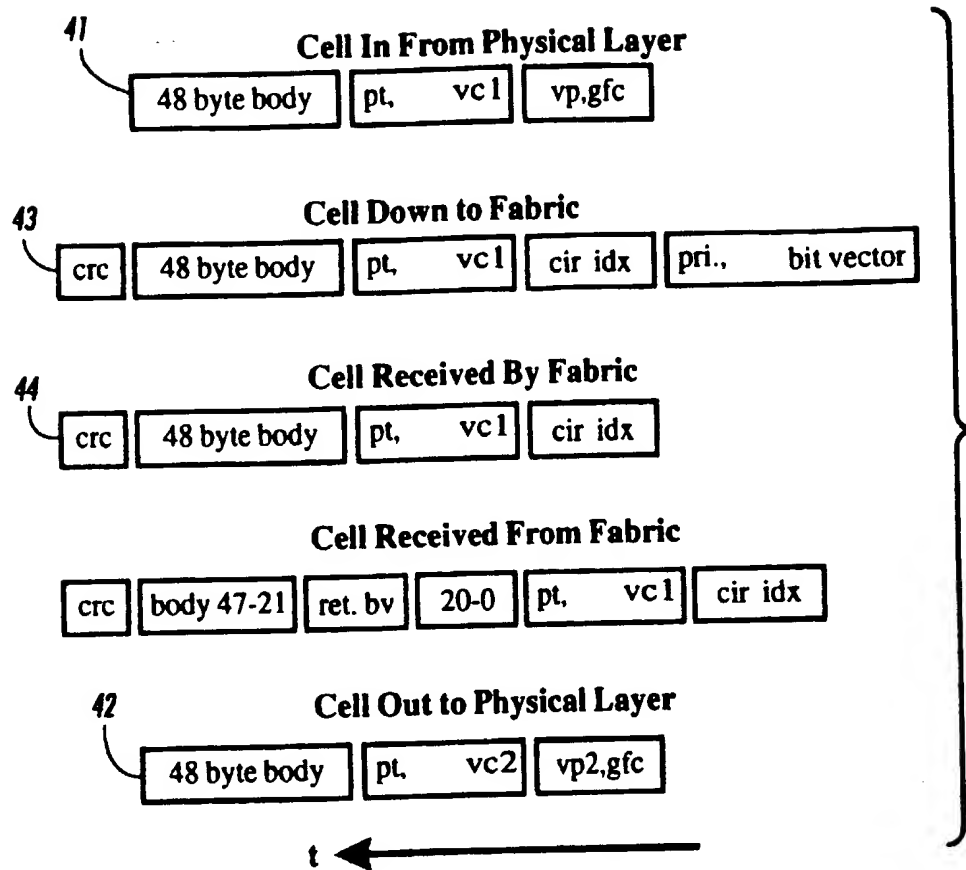 41
Cell In From Physical Layer
48 byte body pt, vc1 vp,gfc
43
Cell Down to Fabric
crc 48 byte body pt, vc1 cir idx pri., bit vector
44
Cell Received By Fabric
crc 48 byte body pt, vc1 cir idx
Cell Received From Fabric
crc body 47-21 ret. bv 20-0 pt, vc1 cir idx
42
Cell Out to Physical Layer
48 byte body pt, vc2 vp2,gfc
t